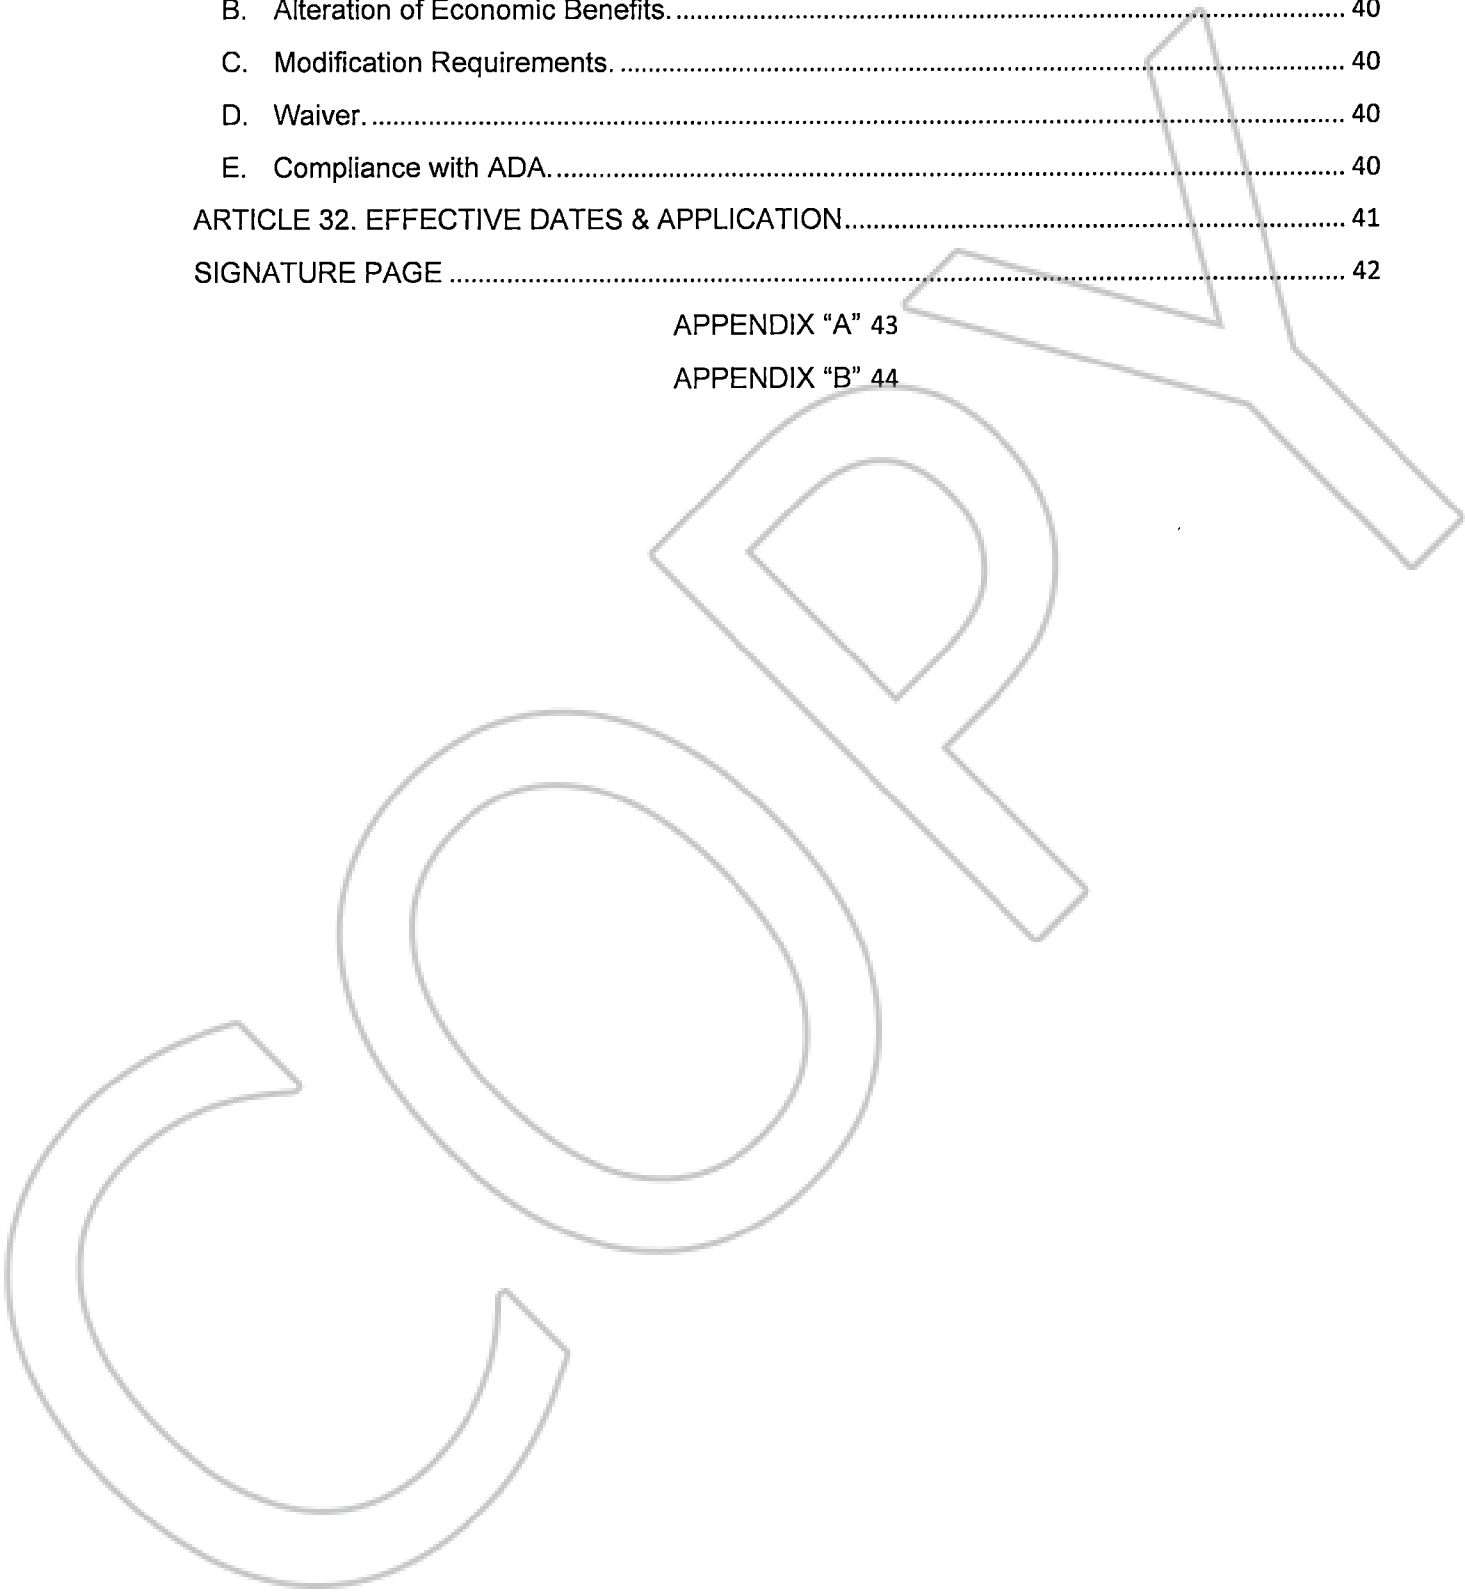 B. Alteration of Economic Benefits. ........................................ 40
C. Modification Requirements. ........................................ 40
D. Waiver. ........................................ 40
E. Compliance with ADA. ........................................ 40
ARTICLE 32. EFFECTIVE DATES & APPLICATION ........................................ 41
SIGNATURE PAGE ........................................ 42
APPENDIX “A” 43
APPENDIX “B” 44
COPY